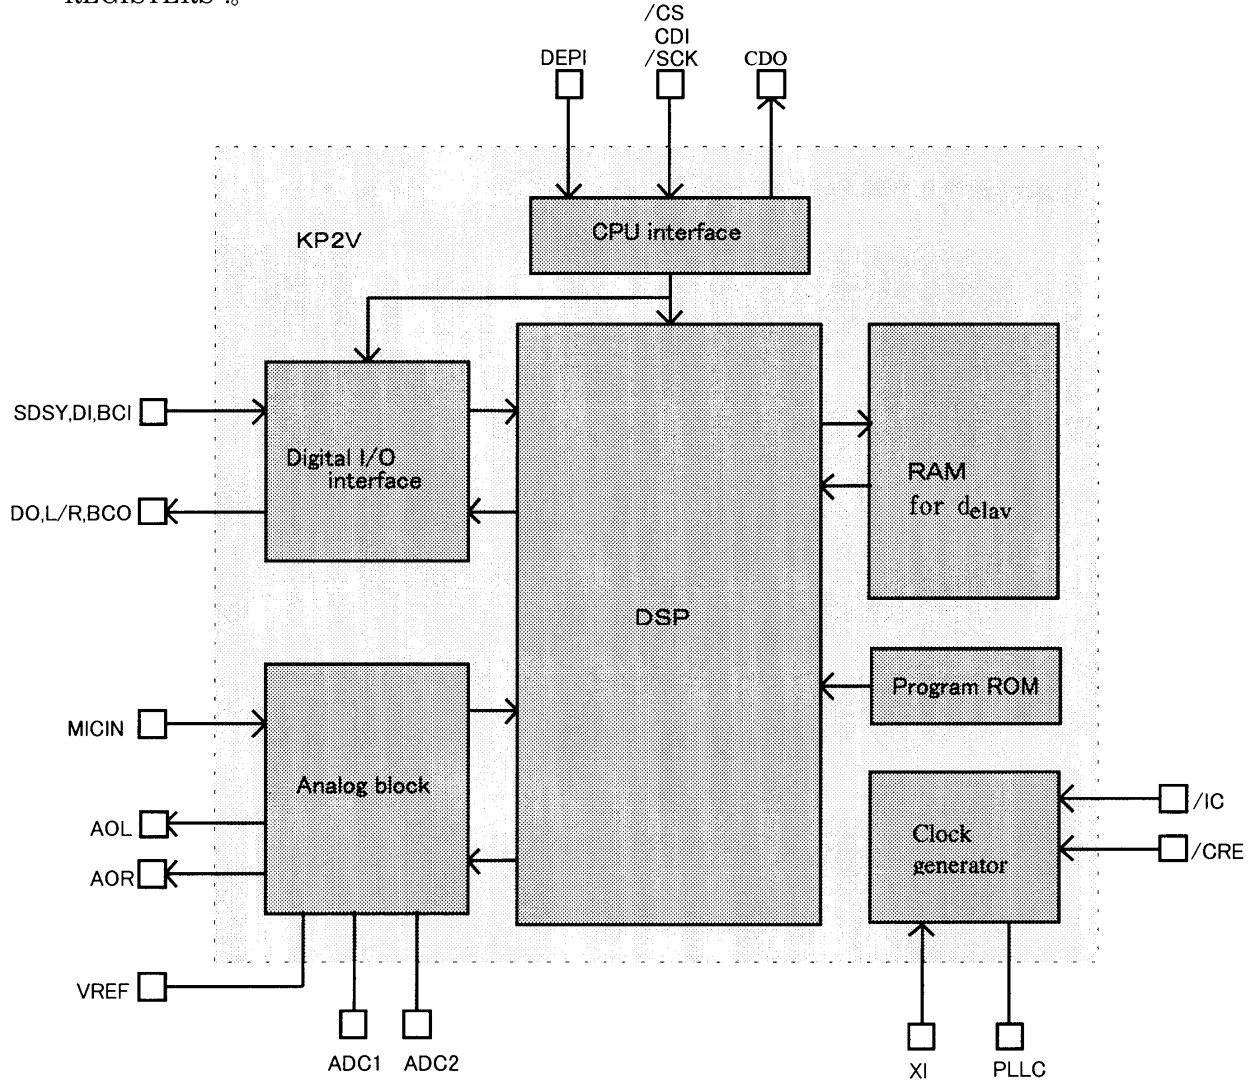 REGISTERS".。
/CS
CDI
DEPI
/SCK
CDO
CPU interface
KP2V
SDSY,DI,BCI
Digital I/O
interface
RAM
for delay
DO,L/R,BCO
DSP
Program ROM
MICIN
Analog block
/IC
AOL
Clock
generator
/CRE
AOR
VREF
ADC1
ADC2
XI
PLLC